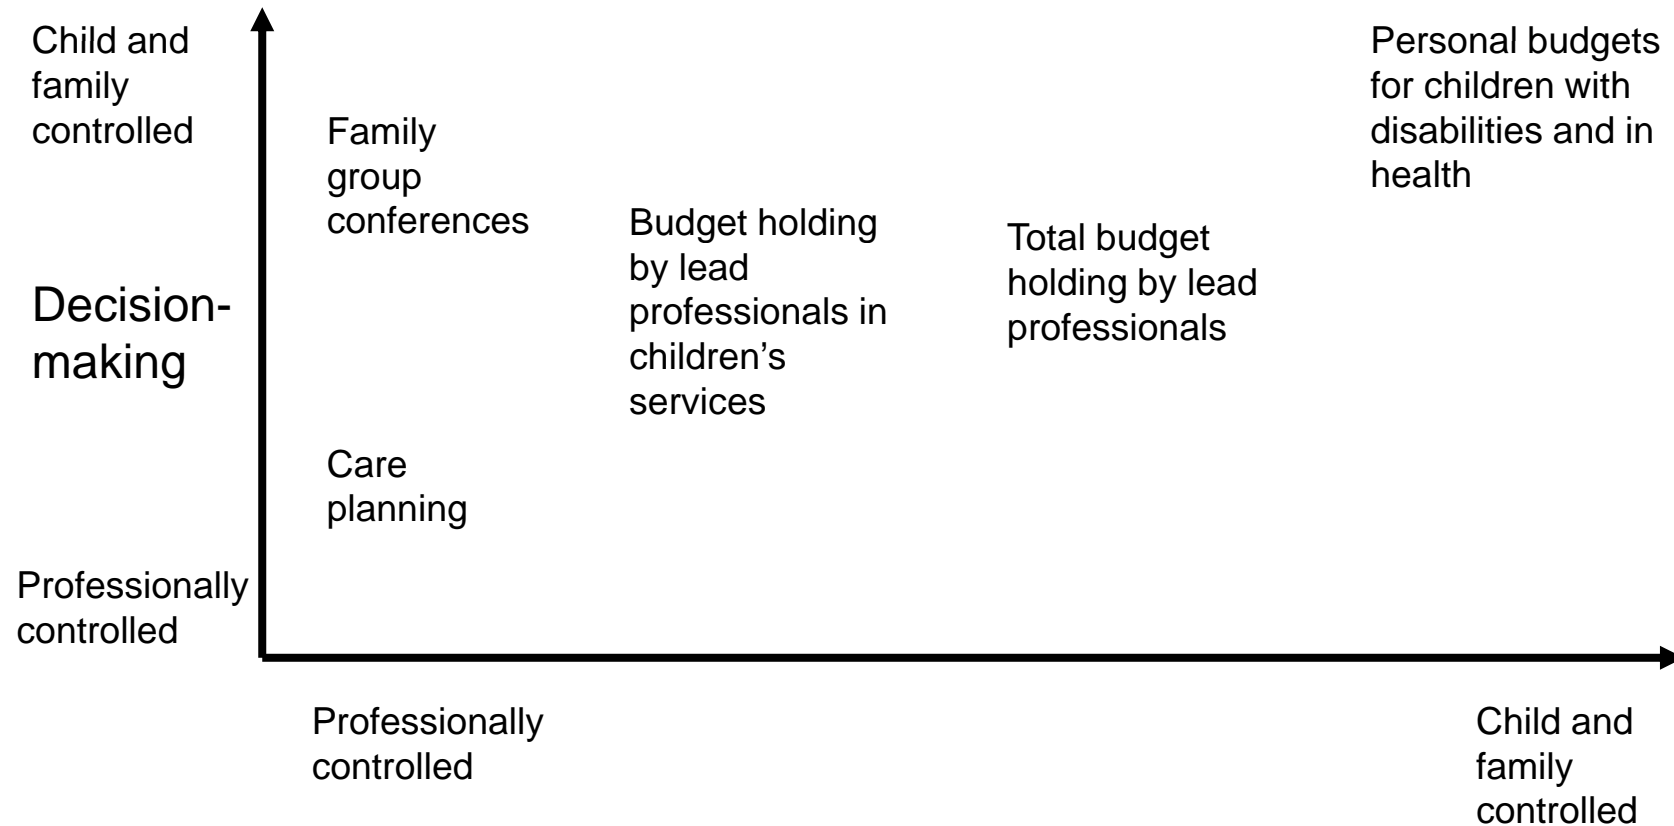 Child and
family
controlled
Decision-
making
Professionally
controlled
Family
group
conferences
Care
planning
Budget holding
by lead
professionals in
children’s
services
Total budget
holding by lead
professionals
Personal budgets
for children with
disabilities and in
health
Professionally
controlled
Child and
family
controlled